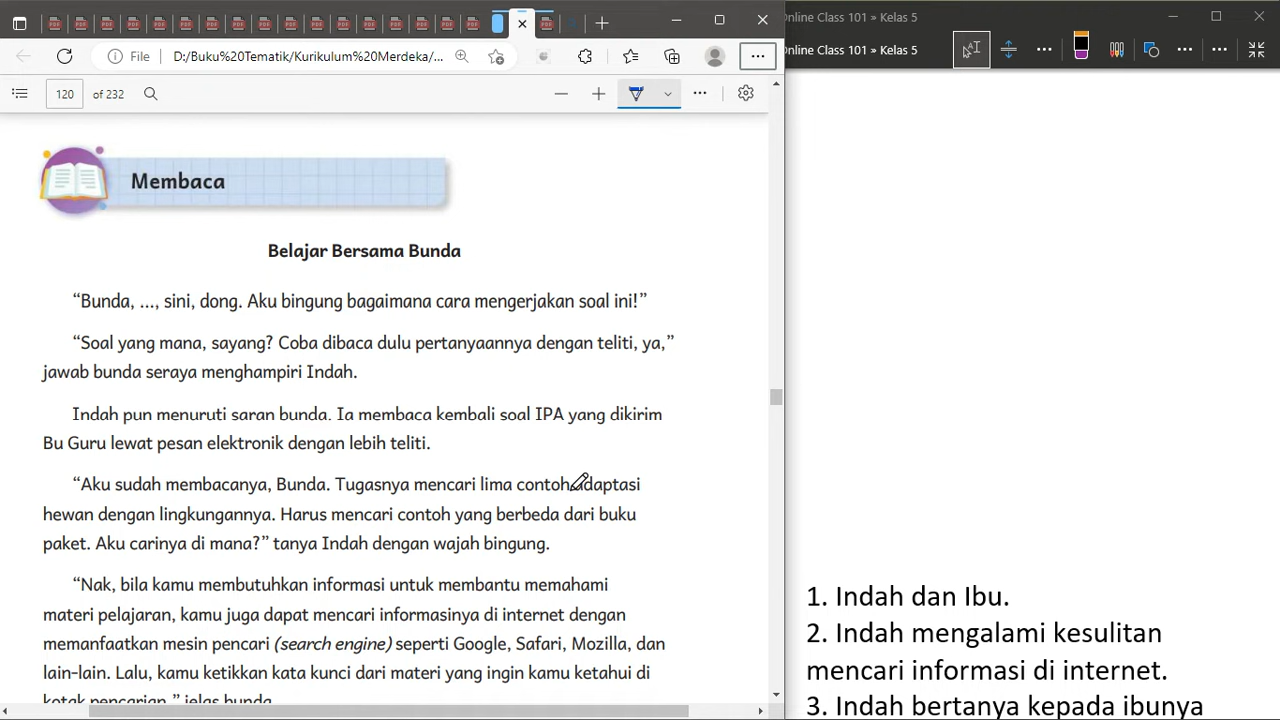 Online Class 101 » Kelas 5
File D:/Buku%20Tematik/Kurikulum%20Merdeka/...
Online Class 101 » Kelas 5
120 of 232
Membaca
Belajar Bersama Bunda
“Bunda, ..., sini, dong. Aku bingung bagaimana cara mengerjakan soal ini!”
“Soal yang mana, sayang? Coba dibaca dulu pertanyaannya dengan teliti, ya,”
jawab bunda seraya menghampiri Indah.
Indah pun menuruti saran bunda. Ia membaca kembali soal IPA yang dikirim
Bu Guru lewat pesan elektronik dengan lebih teliti.
“Aku sudah membacanya, Bunda. Tugasnya mencari lima contoh adaptasi
hewan dengan lingkungannya. Harus mencari contoh yang berbeda dari buku
paket. Aku carinya di mana?” tanya Indah dengan wajah bingung.
“Nak, bila kamu membutuhkan informasi untuk membantu memahami
materi pelajaran, kamu juga dapat mencari informasinya di internet dengan
memanfaatkan mesin pencari (search engine) seperti Google, Safari, Mozilla, dan
lain-lain. Lalu, kamu ketikkan kata kunci dari materi yang ingin kamu ketahui di
kotak pencarian,” jelas bunda.
1. Indah dan Ibu.
2. Indah mengalami kesulitan
mencari informasi di internet.
3. Indah bertanya kepada ibunya